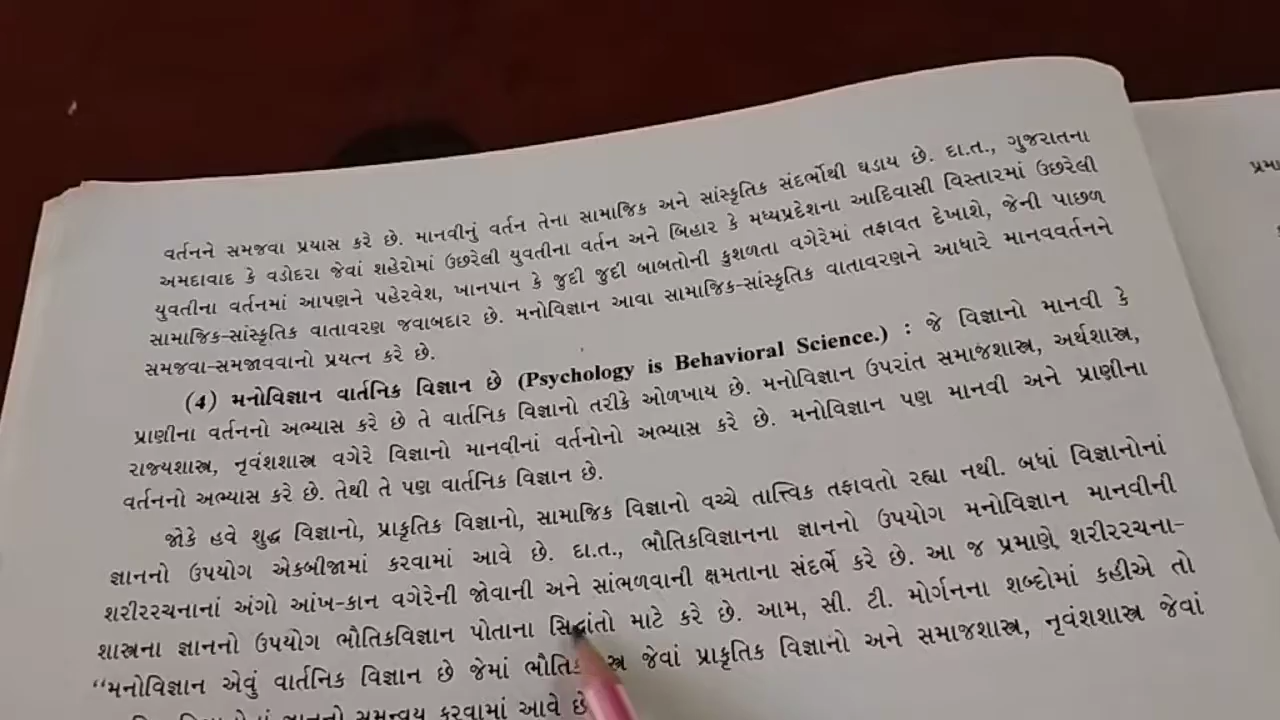 વર્તનને સમજવા પ્રયાસ કરે છે. માનવીનું વર્તન તેના સામાજિક અને સાંસ્કૃતિક સંદર્ભોથી ઘડાય છે. દા.ત., ગુજરાતના
અમદાવાદ કે વડોદરા જેવાં શહેરોમાં ઉછરેલી યુવતીના વર્તન અને બિહાર કે મધ્યપ્રદેશના આદિવાસી વિસ્તારમાં ઉછરેલી
યુવતીના વર્તનમાં આપણને પહેરવેશ, ખાનપાન કે જુદી જુદી બાબતોની કુશળતા વગેરેમાં તફાવત દેખાશે, જેની પાછળ
સામાજિક-સાંસ્કૃતિક વાતાવરણ જવાબદાર છે. મનોવિજ્ઞાન આવા સામાજિક-સાંસ્કૃતિક વાતાવરણને આધારે માનવવર્તનને
સમજવા-સમજાવવાનો પ્રયત્ન કરે છે.
(4) મનોવિજ્ઞાન વાર્તનિક વિજ્ઞાન છે (Psychology is Behavioral Science.) : જે વિજ્ઞાનો માનવી કે
પ્રાણીના વર્તનનો અભ્યાસ કરે છે તે વાર્તનિક વિજ્ઞાનો તરીકે ઓળખાય છે. મનોવિજ્ઞાન ઉપરાંત સમાજશાસ્ત્ર, અર્થશાસ્ત્ર,
રાજ્યશાસ્ત્ર, નૃવંશશાસ્ત્ર વગેરે વિજ્ઞાનો માનવીનાં વર્તનોનો અભ્યાસ કરે છે. મનોવિજ્ઞાન પણ માનવી અને પ્રાણીના
વર્તનનો અભ્યાસ કરે છે. તેથી તે પણ વાર્તનિક વિજ્ઞાન છે.
જોકે હવે શુદ્ધ વિજ્ઞાનો, પ્રાકૃતિક વિજ્ઞાનો, સામાજિક વિજ્ઞાનો વચ્ચે તાત્ત્વિક તફાવતો રહ્યા નથી. બધાં વિજ્ઞાનોનાં
જ્ઞાનનો ઉપયોગ એકબીજામાં કરવામાં આવે છે. દા.ત., ભૌતિકવિજ્ઞાનના જ્ઞાનનો ઉપયોગ મનોવિજ્ઞાન માનવીની
શરીરરચનાનાં અંગો આંખ-કાન વગેરેની જોવાની અને સાંભળવાની ક્ષમતાના સંદર્ભે કરે છે. આ જ પ્રમાણે શરીરરચના-
શાસ્ત્રના જ્ઞાનનો ઉપયોગ ભૌતિકવિજ્ઞાન પોતાના સિદ્ધાંતો માટે કરે છે. આમ, સી. ટી. મોર્ગનના શબ્દોમાં કહીએ તો
“મનોવિજ્ઞાન એવું વાર્તનિક વિજ્ઞાન છે જેમાં જેવાં પ્રાકૃતિક વિજ્ઞાનો અને સમાજશાસ્ત્ર, નૃવંશશાસ્ત્ર જેવાં
સમન્વય કરવામાં આવે છે